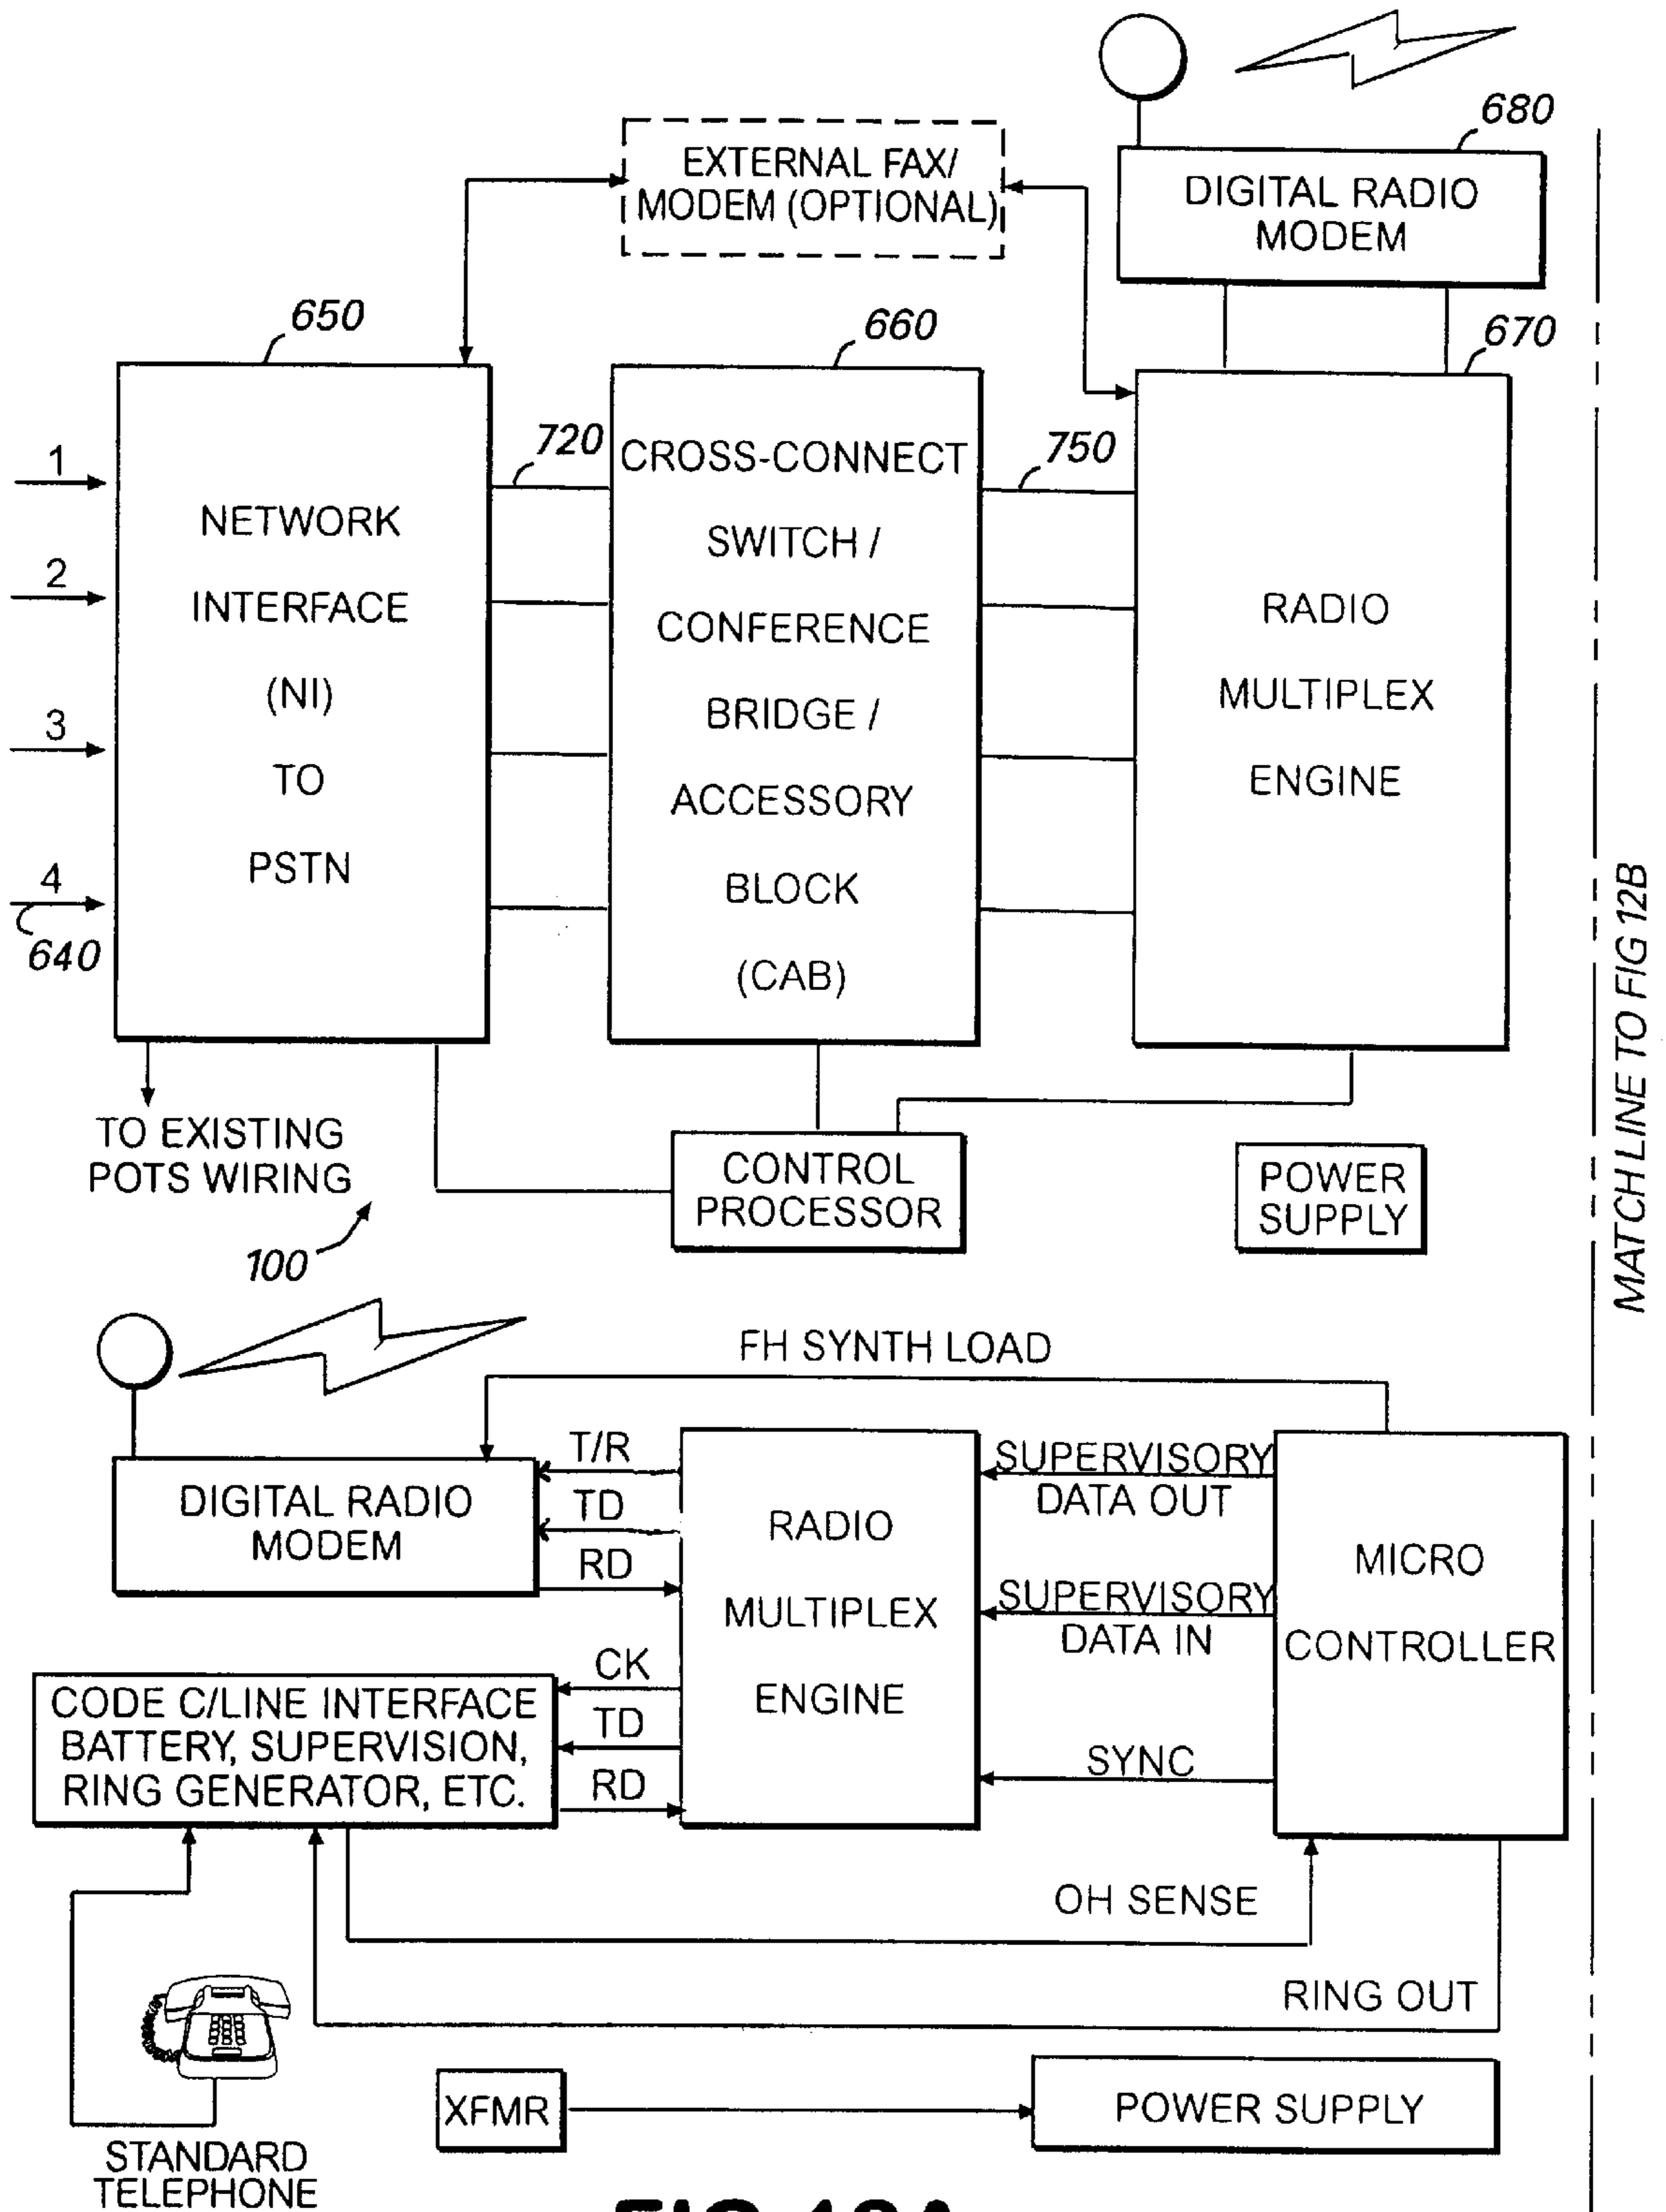 680
EXTERNAL FAX/
MODEM (OPTIONAL)
DIGITAL RADIO
MODEM
650
660
670
1
2
3
4
640
NETWORK
INTERFACE
(NI)
TO
PSTN
720
CROSS-CONNECT
SWITCH /
CONFERENCE
BRIDGE /
ACCESSORY
BLOCK
(CAB)
750
RADIO
MULTIPLEX
ENGINE
TO EXISTING
POTS WIRING
100
CONTROL
PROCESSOR
POWER
SUPPLY
MATCHLINE TO FIG 12B
FH SYNTH LOAD
DIGITAL RADIO
MODEM
T/R
TD
RD
RADIO
MULTIPLEX
ENGINE
SUPERVISORY
DATA OUT
SUPERVISORY
DATA IN
SYNC
MICRO
CONTROLLER
CODE C/LINE INTERFACE
BATTERY, SUPERVISION,
RING GENERATOR, ETC.
CK
TD
RD
OH SENSE
RING OUT
XFMR
POWER SUPPLY
STANDARD
TELEPHONE